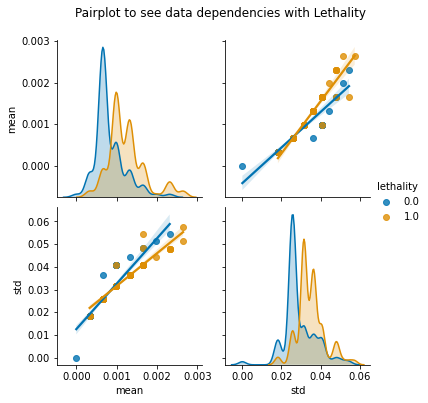 Pairplot to see data dependencies with Lethality
0.003
0.002
0.001
0.000
mean
lethality
0.0
1.0
0.06
0.05
0.04
0.03
0.02
0.01
0.00
std
0.000 0.001 0.002 0.003
mean
0.00 0.02 0.04 0.06
std